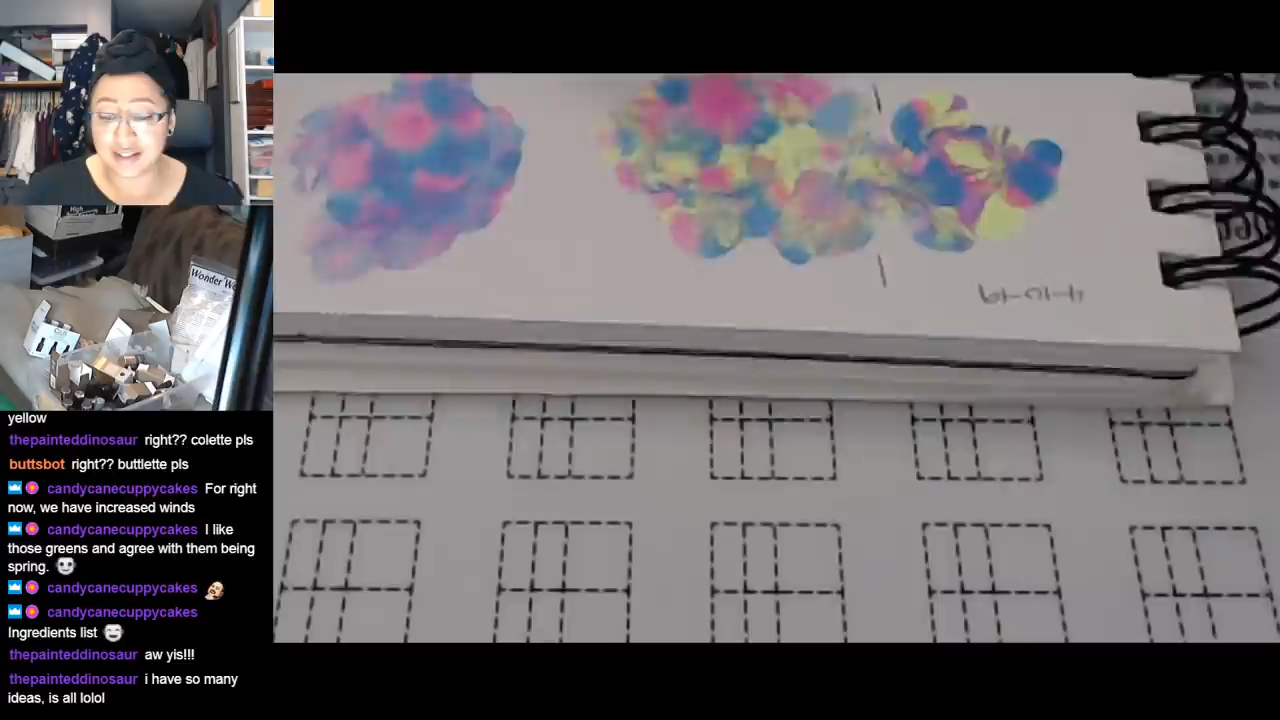 Wonder We
yellow
thepainteddinosaur right?? colette pls
buttsbot right?? buttlette pls
candycanecuppycakes For right
now, we have increased winds
candycanecuppycakes I like
those greens and agree with them being
spring.
candycanecuppycakes
candycanecuppycakes
Ingredients list
thepainteddinosaur aw yis!!!
thepainteddinosaur i have so many
ideas, is all lolol